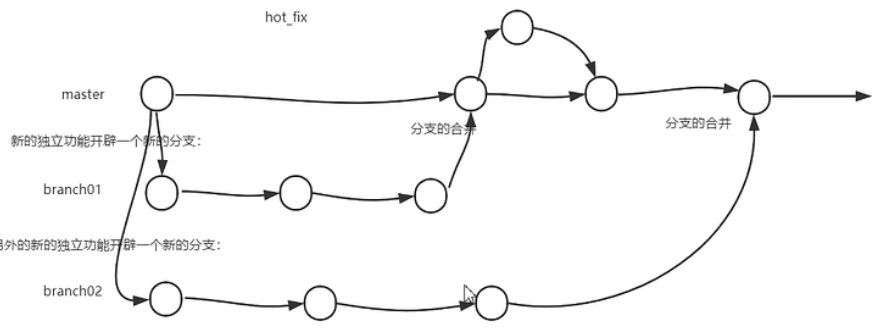 hot_fix
master
新的独立功能开辟一个新的分支：
分支的合并
分支的合并
branch01
另外的新的独立功能开辟一个新的分支：
branch02